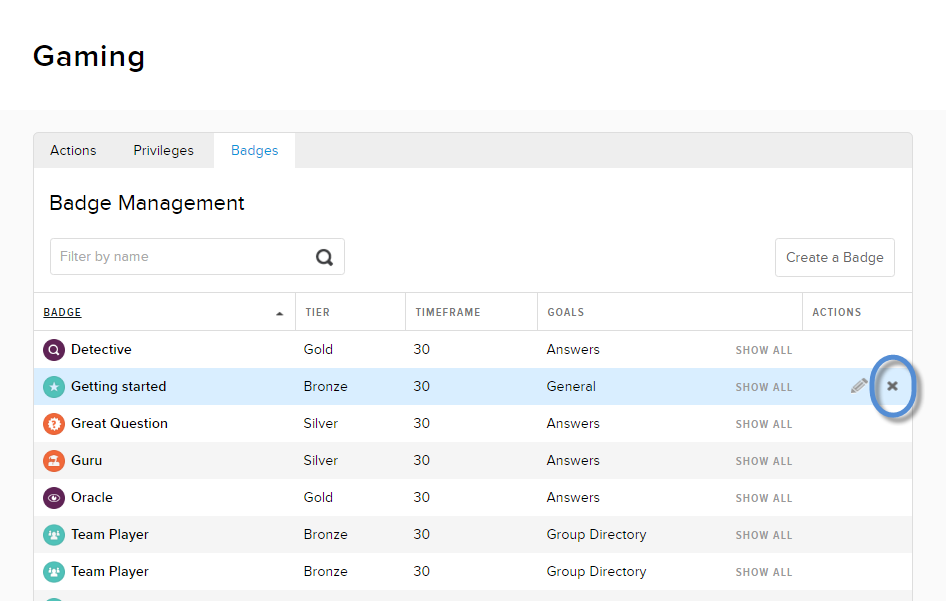 Gaming
Actions Privileges Badges
Badge Management
Filter by name
Create a Badge
BADGE TIER TIMEFRAME GOALS ACTIONS
Detective Gold 30 Answers SHOW ALL
Getting started Bronze 30 General SHOW ALL
Great Question Silver 30 Answers SHOW ALL
Guru Silver 30 Answers SHOW ALL
Oracle Gold 30 Answers SHOW ALL
Team Player Bronze 30 Group Directory SHOW ALL
Team Player Bronze 30 Group Directory SHOW ALL